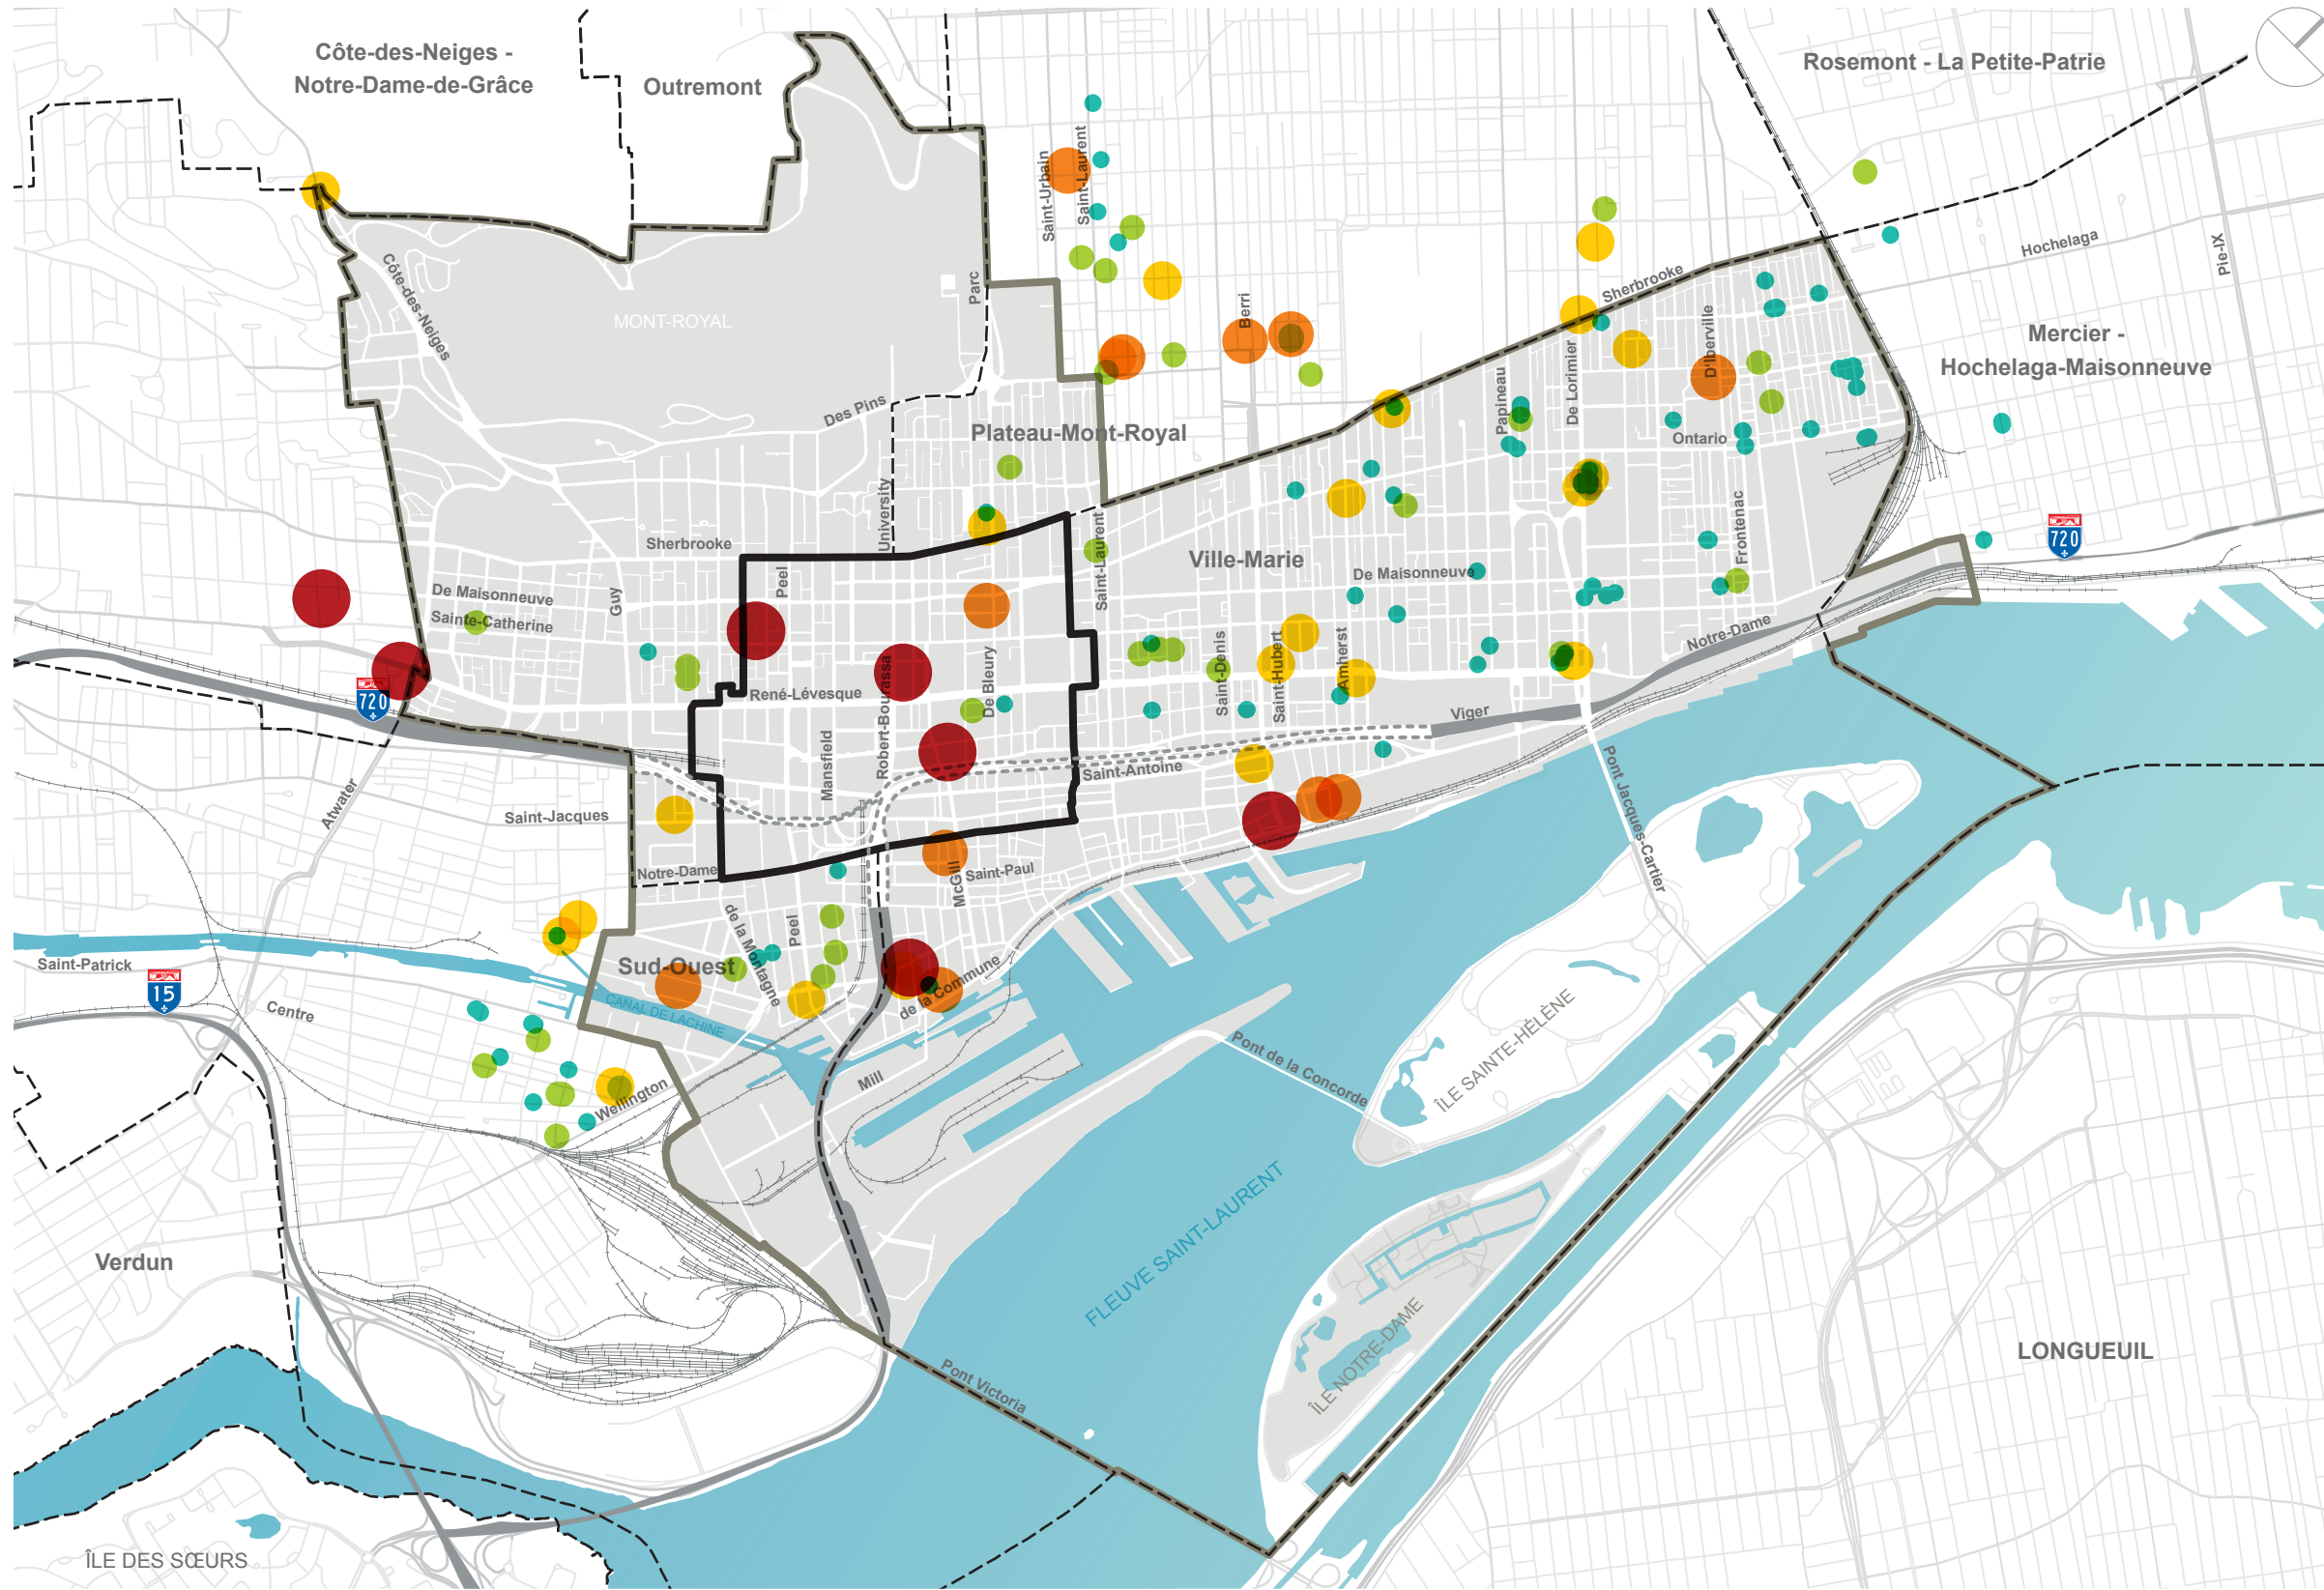 Côte-des-Neiges -
Notre-Dame-de-Grâce
Outremont
Rosemont - La Petite-Patrie
Saint-Urbain
Saint-Laurent
Hochelaga
Pie-IX
Côte-des-Neiges
MONT-ROYAL
Parc
Berri
Sherbrooke
D'Iberville
Mercier -
Hochelaga-Maisonneuve
De Lorimier
Papineau
Des Pins
Plateau-Mont-Royal
Ontario
University
Sherbrooke
Saint-Laurent
Frontenac
720
Ville-Marie
De Maisonneuve
De Maisonneuve
Sainte-Catherine
Guy
Peel
Notre-Dame
Saint-Denis
Saint-Hubert
Amherst
De Bleury
Robert-Bourassa
René-Lévesque
720
Viger
Mansfield
Saint-Antoine
Pont Jacques-Cartier
Atwater
Saint-Jacques
Notre-Dame
McGill
Saint-Paul
de la Montagne
Peel
Saint-Patrick
Sud-Ouest
15
de la Commune
Centre
CANAL DE LACHINE
Mill
Pont de la Concorde
ÎLE SAINTE-HÉLÈNE
Wellington
FLEUVE SAINT-LAURENT
Verdun
ÎLE NOTRE-DAME
LONGUEUIL
Pont Victoria
ÎLE DES SŒURS